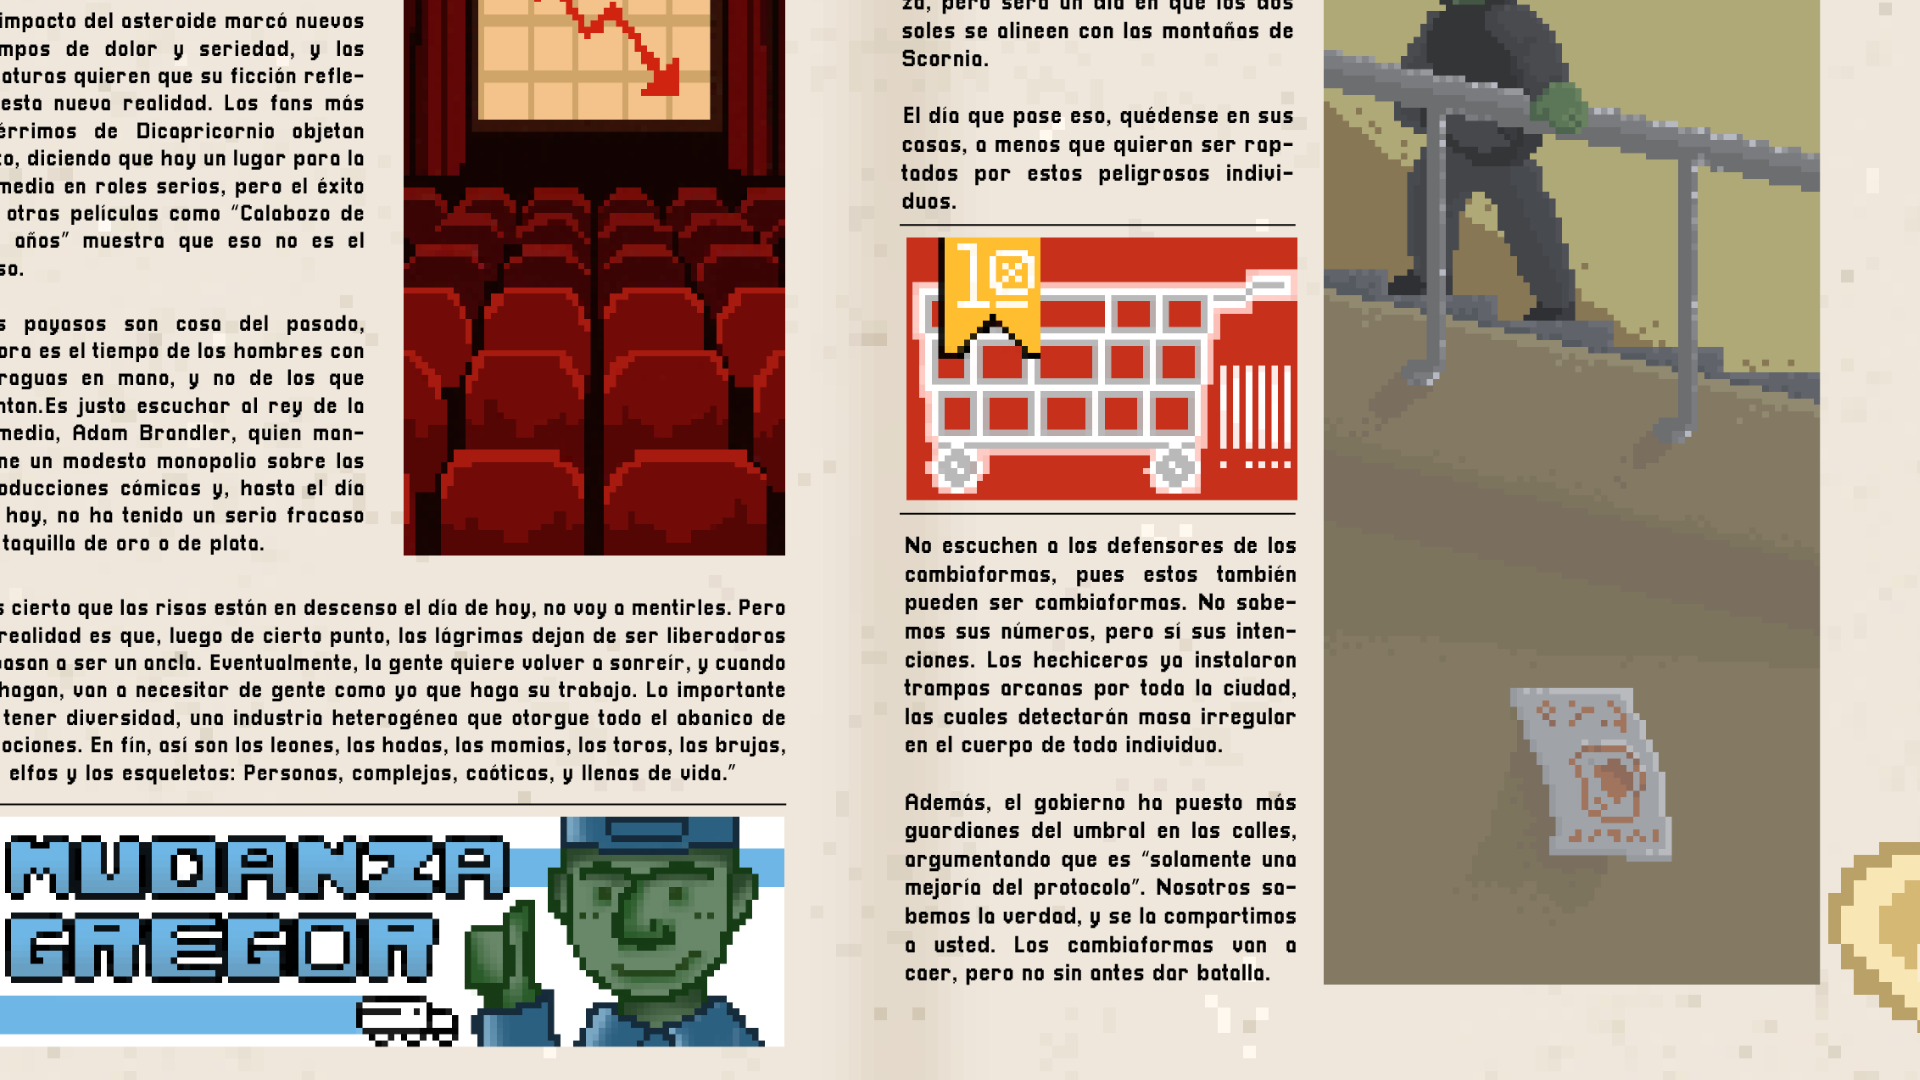 impacto del asteroide marcó nuevos
mpos de dolor y seriedad, y las
aturas quieren que su ficción refle-
esta nueva realidad. Los fans más
érrimos de Dicapricornio objetan
to, diciendo que hay un lugar para la
media en roles serios, pero el éxito
otras películas como “Calabozo de
años” muestra que eso no es el
so.
s payasos son cosa del pasado,
ora es el tiempo de los hombres con
raguas en mano, y no de los que
ntan.Es justo escuchar al rey de la
media, Adam Brandler, quien man-
ne un modesto monopolio sobre las
oducciones cómicas y, hasta el día
hoy, no ha tenido un serio fracaso
taquilla de oro o de plata.
s cierto que las risas están en descenso el día de hoy, no voy a mentirles. Pero
realidad es que, luego de cierto punto, las lágrimas dejan de ser liberadoras
pasan a ser un ancla. Eventualmente, la gente quiere volver a sonreír, y cuando
hagan, van a necesitar de gente como yo que haga su trabajo. Lo importante
tener diversidad, una industria heterogénea que otorgue todo el abanico de
ociones. En fín, así son los leones, las hadas, las momias, los toros, las brujas,
elfos y los esqueletos: Personas, complejas, caóticas, y llenas de vida.”
MUDANZA
GREGOR
za, pero será un día en que los dos
soles se alineen con las montañas de
Scornia.
El día que pase eso, quédense en sus
casas, a menos que quieran ser rap-
tados por estos peligrosos indivi-
duos.
10
No escuchen a los defensores de los
cambiaformas, pues estos también
pueden ser cambiaformas. No sabe-
mos sus números, pero sí sus inten-
ciones. Los hechiceros ya instalaron
trampas arcanas por toda la ciudad,
las cuales detectarán masa irregular
en el cuerpo de todo individuo.
Además, el gobierno ha puesto más
guardianes del umbral en las calles,
argumentando que es “solamente una
mejoría del protocolo”. Nosotros sa-
bemos la verdad, y se la compartimos
a usted. Los cambiaformas van a
caer, pero no sin antes dar batalla.